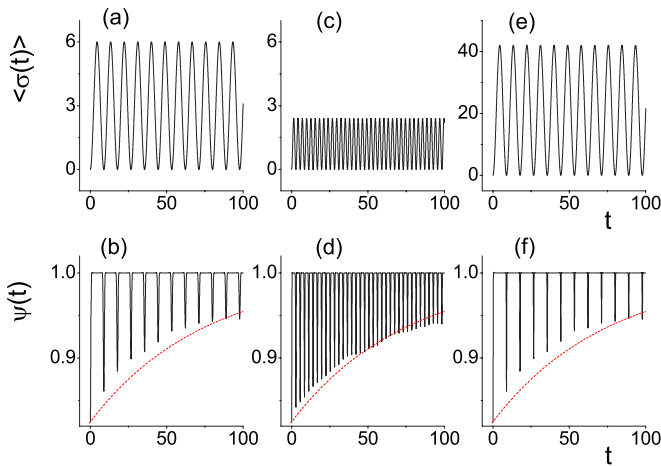 (a) (c) (e)
<σ(t)>
6 6 40
3 3 20
0 0 0
0 50 100 0 50 100 0 50 100
t
(b) (d) (f)
ψ(t)
1.0 1.0 1.0
0.9 0.9 0.9
0 50 100 0 50 100 0 50 100
t